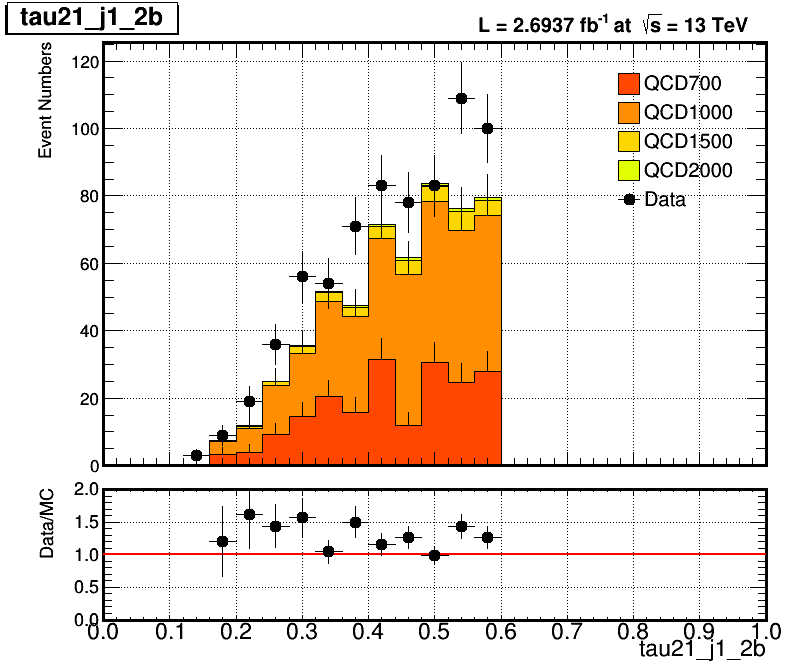 tau21_j1_2b
L = 2.6937 fb-1 at √s = 13 TeV
Event Numbers
120
100
80
60
40
20
0
QCD700
QCD1000
QCD1500
QCD2000
Data
Data/MC
2.0
1.5
1.0
0.5
0.0
0.0 0.1 0.2 0.3 0.4 0.5 0.6 0.7 0.8 0.9 1.0
tau21_j1_2b